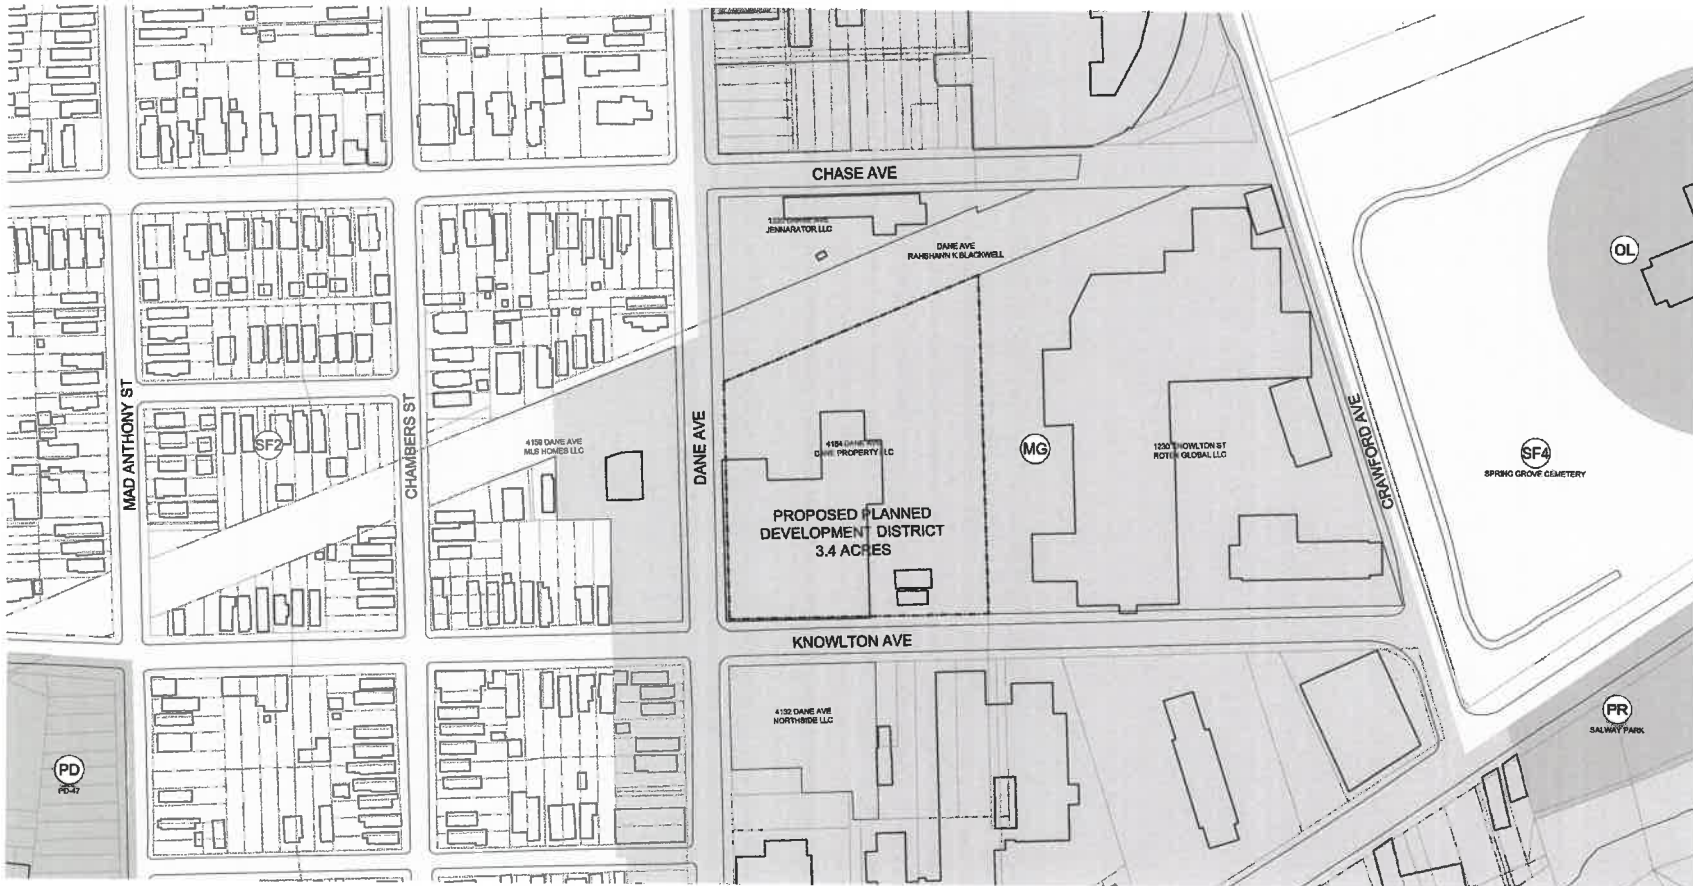 CHASE AVE
JENNARATOR LLC
DANE AVE
RAHSHANN K BLACKWELL
OL
MAD ANTHONY ST
CHAMBERS ST
DANE AVE
CRAWFORD AVE
SF2
4150 DANE AVE
MLB HOMES LLC
4164 DANE AVE
DANE PROPERTY LLC
MG
1230 KNOWLTON ST
ROTEX GLOBAL LLC
SF4
SPRING GROVE CEMETERY
PROPOSED PLANNED
DEVELOPMENT DISTRICT
3.4 ACRES
KNOWLTON AVE
4132 DANE AVE
NORTHSIDE LLC
PR
SALWAY PARK
PD
PD-47